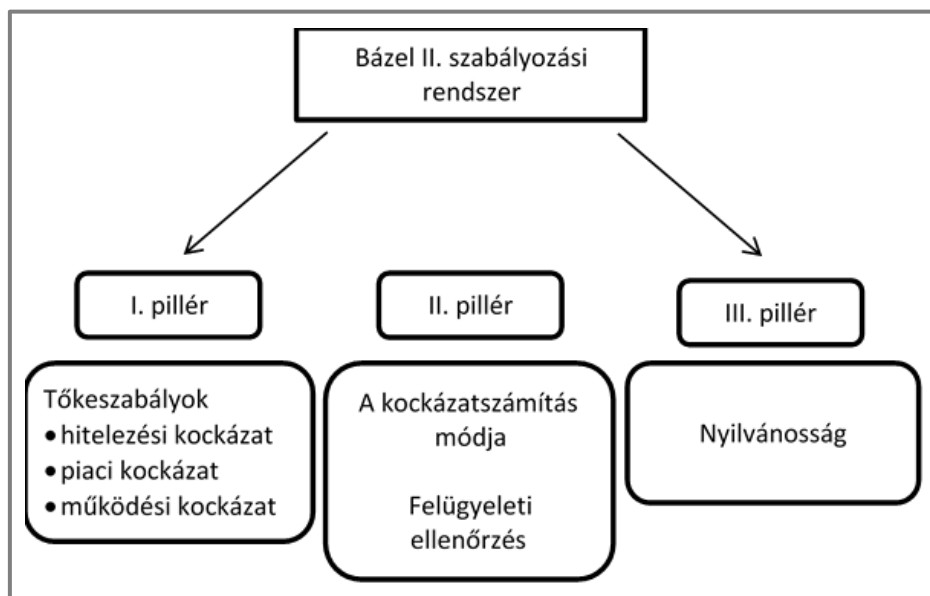 Bázel II. szabályozási
rendszer
I. pillér
II. pillér
III. pillér
Tőkeszabályok
• hitelezési kockázat
• piaci kockázat
• működési kockázat
A kockázatszámítás
módja
Felügyeleti
ellenőrzés
Nyilvánosság